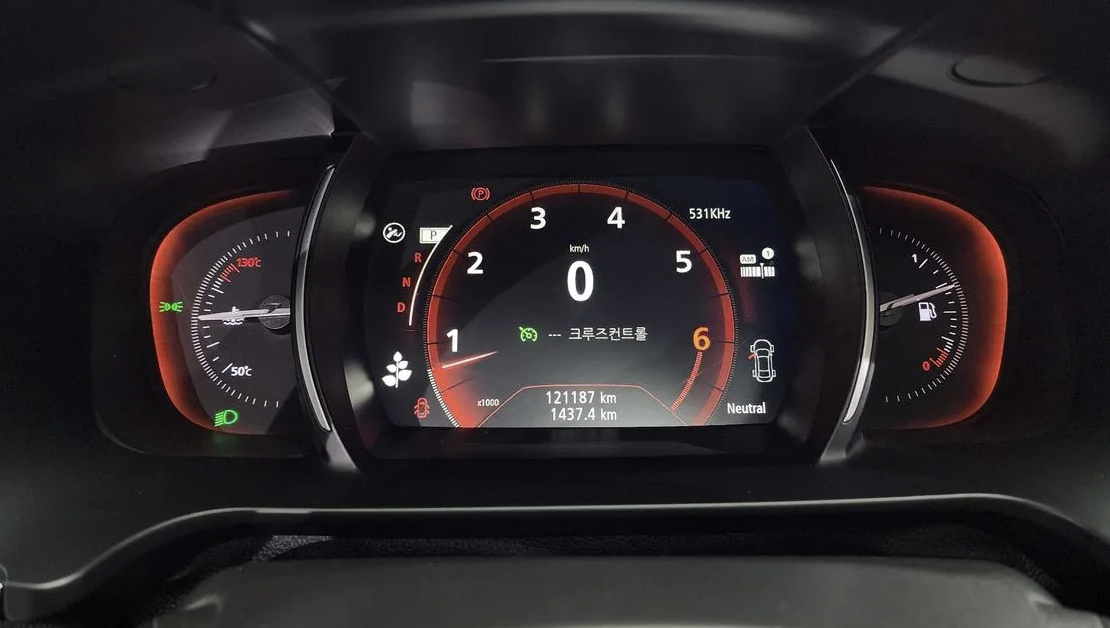 130℃
50℃
(P)
P
R
N
D
1
2
3
4
5
6
km/h
0
--- 크루즈컨트롤
x1000
121187 km
1437.4 km
531KHz
AM 1
Neutral
1
0